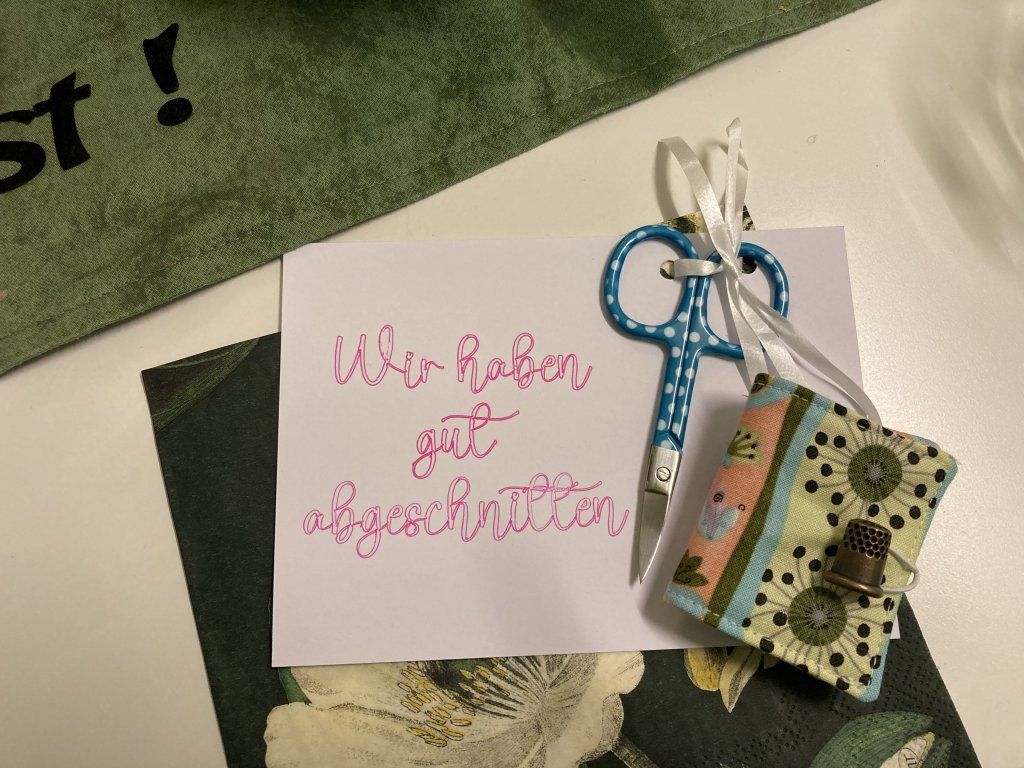 st !
Wir haben
gut
abgeschnitten